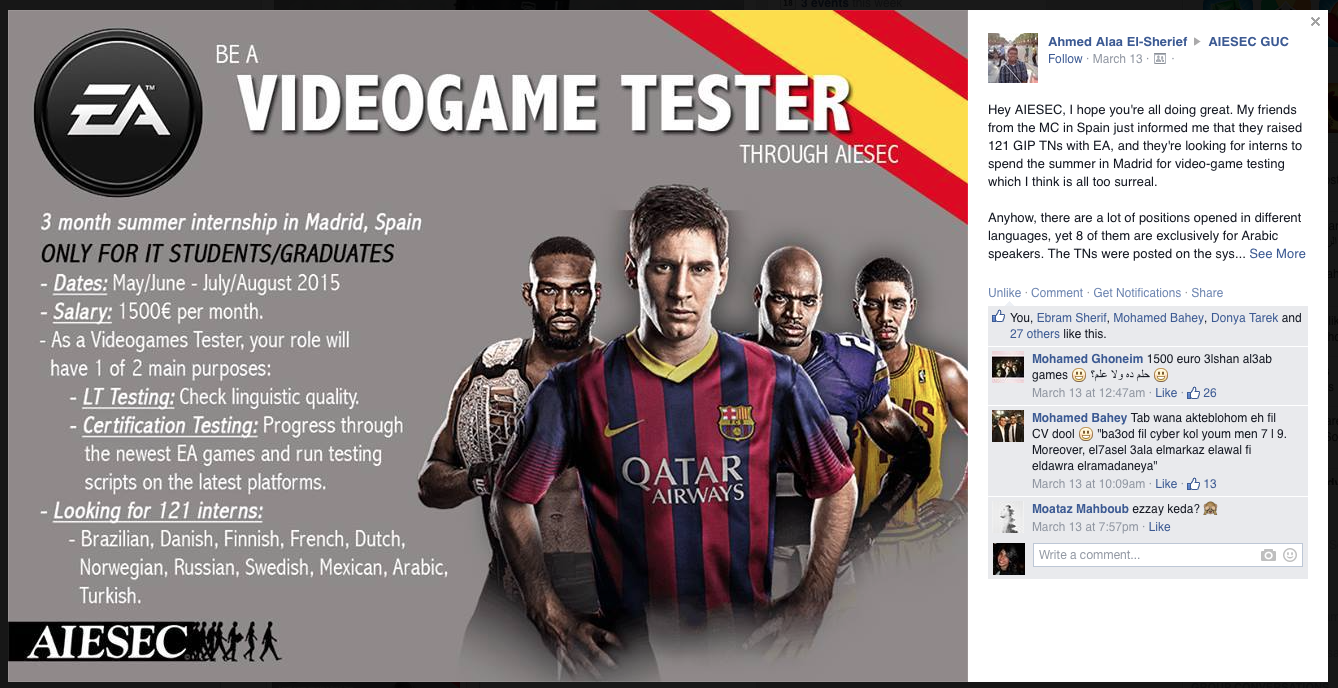 EA™
BE A
VIDEOGAME TESTER
THROUGH AIESEC
3 month summer internship in Madrid, Spain
ONLY FOR IT STUDENTS/GRADUATES
- Dates: May/June - July/August 2015
- Salary: 1500€ per month.
- As a Videogames Tester, your role will
have 1 of 2 main purposes:
- LT Testing: Check linguistic quality.
- Certification Testing: Progress through
the newest EA games and run testing
scripts on the latest platforms.
- Looking for 121 interns:
- Brazilian, Danish, Finnish, French, Dutch,
Norwegian, Russian, Swedish, Mexican, Arabic,
Turkish.
AIESEC
FCB
QATAR
AIRWAYS
Ahmed Alaa El-Sherief ▸ AIESEC GUC
Follow · March 13 ·
Hey AIESEC, I hope you're all doing great. My friends
from the MC in Spain just informed me that they raised
121 GIP TNs with EA, and they're looking for interns to
spend the summer in Madrid for video-game testing
which I think is all too surreal.
Anyhow, there are a lot of positions opened in different
languages, yet 8 of them are exclusively for Arabic
speakers. The TNs were posted on the sys... See More
Unlike · Comment · Get Notifications · Share
You, Ebram Sherif, Mohamed Bahey, Donya Tarek and
27 others like this.
Mohamed Ghoneim 1500 euro 3lshan al3ab
games 😃 حلم ده ولا علم؟ 😃
March 13 at 12:47am · Like · 26
Mohamed Bahey Tab wana akteblohom eh fil
CV dool 😃 "ba3od fil cyber kol youm men 7 l 9.
Moreover, el7asel 3ala elmarkaz elawal fi
eldawra elramadaneya"
March 13 at 10:09am · Like · 13
Moataz Mahboub ezzay keda? 🙈
March 13 at 7:57pm · Like
Write a comment...